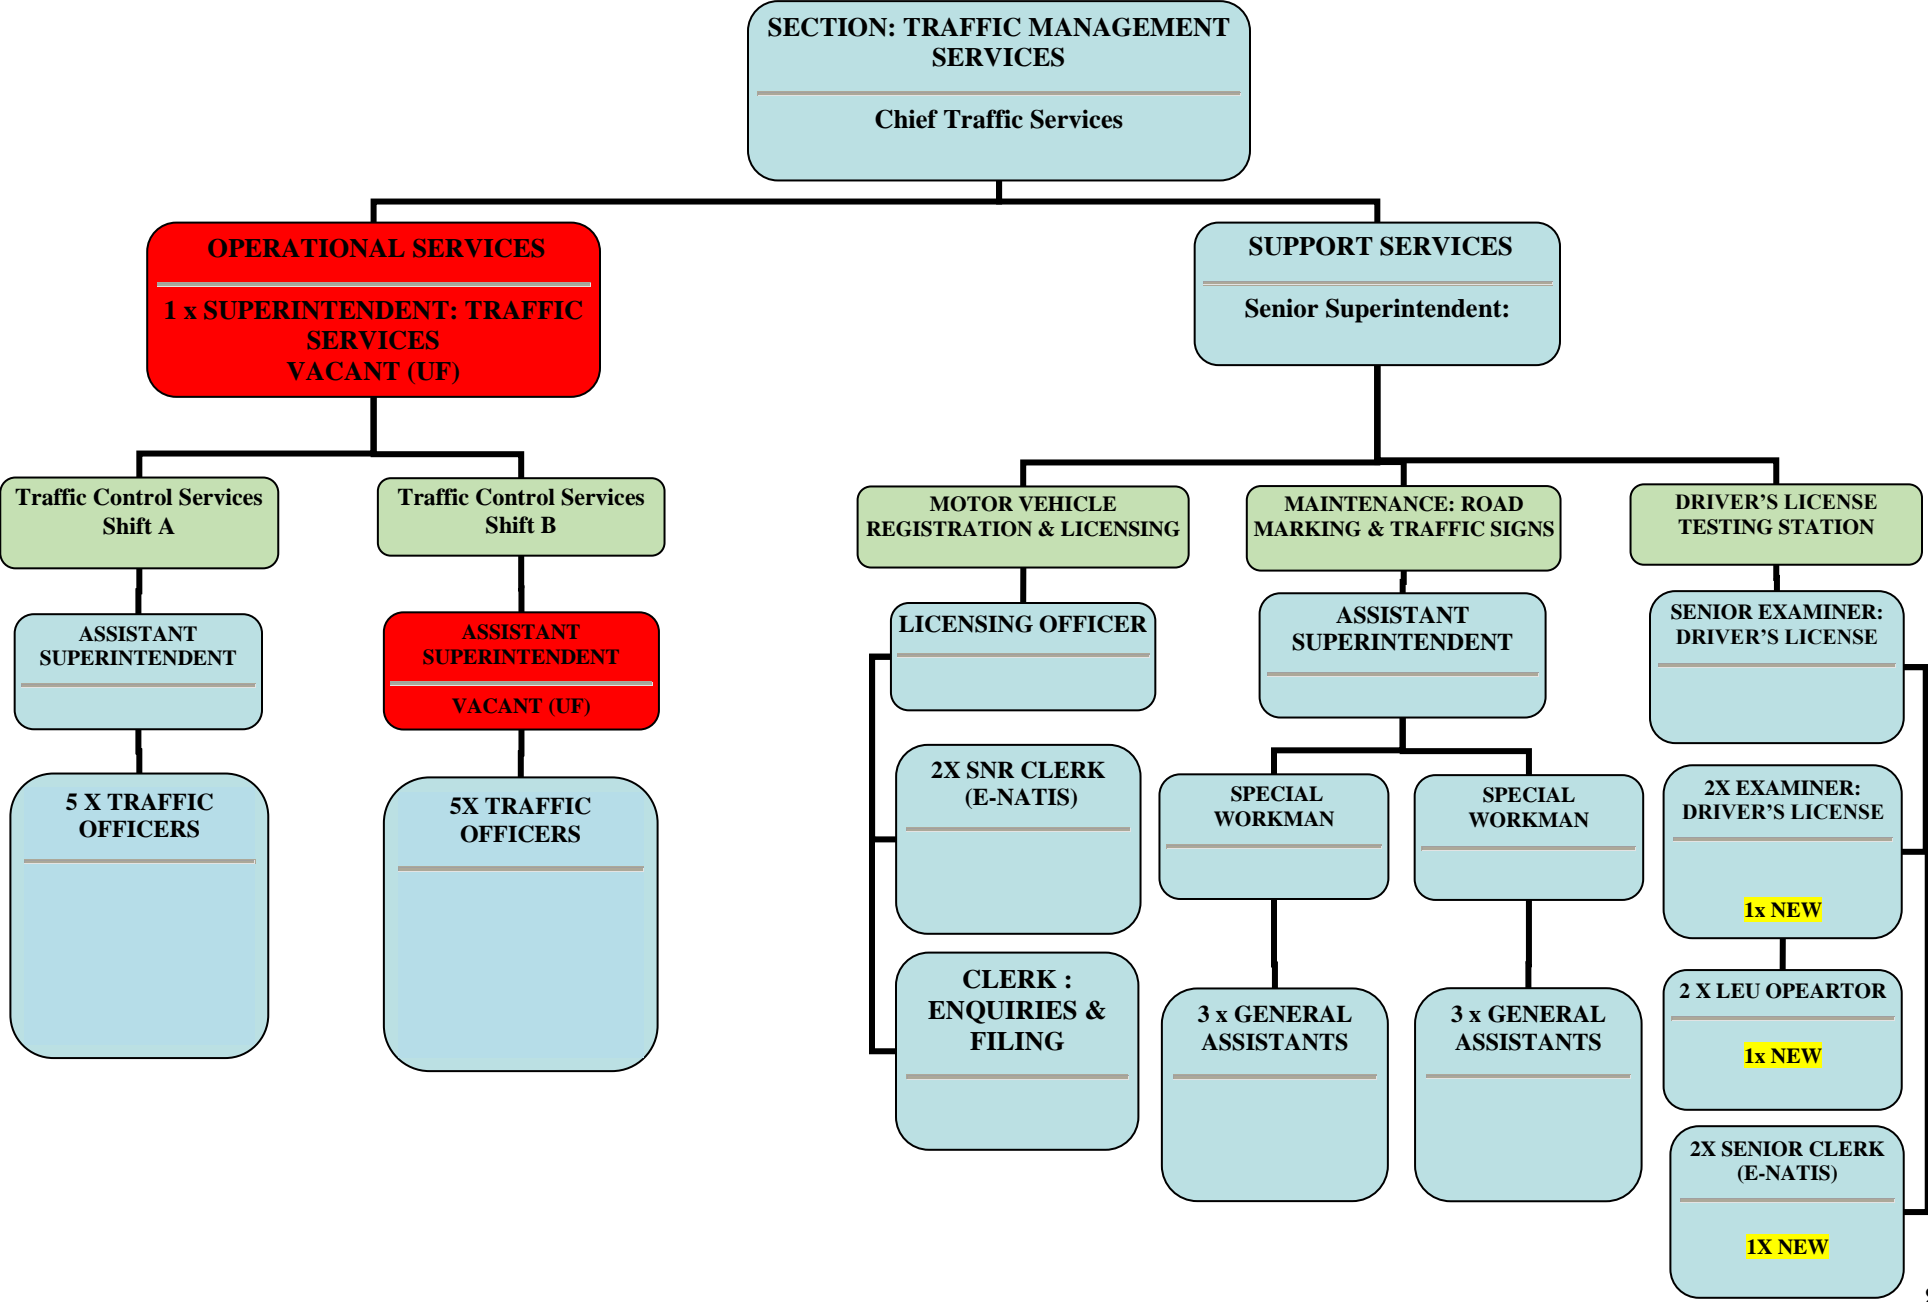 SECTION: TRAFFIC MANAGEMENT
SERVICES
Chief Traffic Services
OPERATIONAL SERVICES
1 x SUPERINTENDENT: TRAFFIC
SERVICES
VACANT (UF)
SUPPORT SERVICES
Senior Superintendent:
Traffic Control Services
Shift A
Traffic Control Services
Shift B
MOTOR VEHICLE
REGISTRATION & LICENSING
MAINTENANCE: ROAD
MARKING & TRAFFIC SIGNS
DRIVER’S LICENSE
TESTING STATION
ASSISTANT
SUPERINTENDENT
ASSISTANT
SUPERINTENDENT
VACANT (UF)
LICENSING OFFICER
ASSISTANT
SUPERINTENDENT
SENIOR EXAMINER:
DRIVER’S LICENSE
5 X TRAFFIC
OFFICERS
5X TRAFFIC
OFFICERS
2X SNR CLERK
(E-NATIS)
SPECIAL
WORKMAN
SPECIAL
WORKMAN
2X EXAMINER:
DRIVER’S LICENSE
1x NEW
CLERK :
ENQUIRIES &
FILING
3 x GENERAL
ASSISTANTS
3 x GENERAL
ASSISTANTS
2 X LEU OPEARTOR
1x NEW
2X SENIOR CLERK
(E-NATIS)
1X NEW